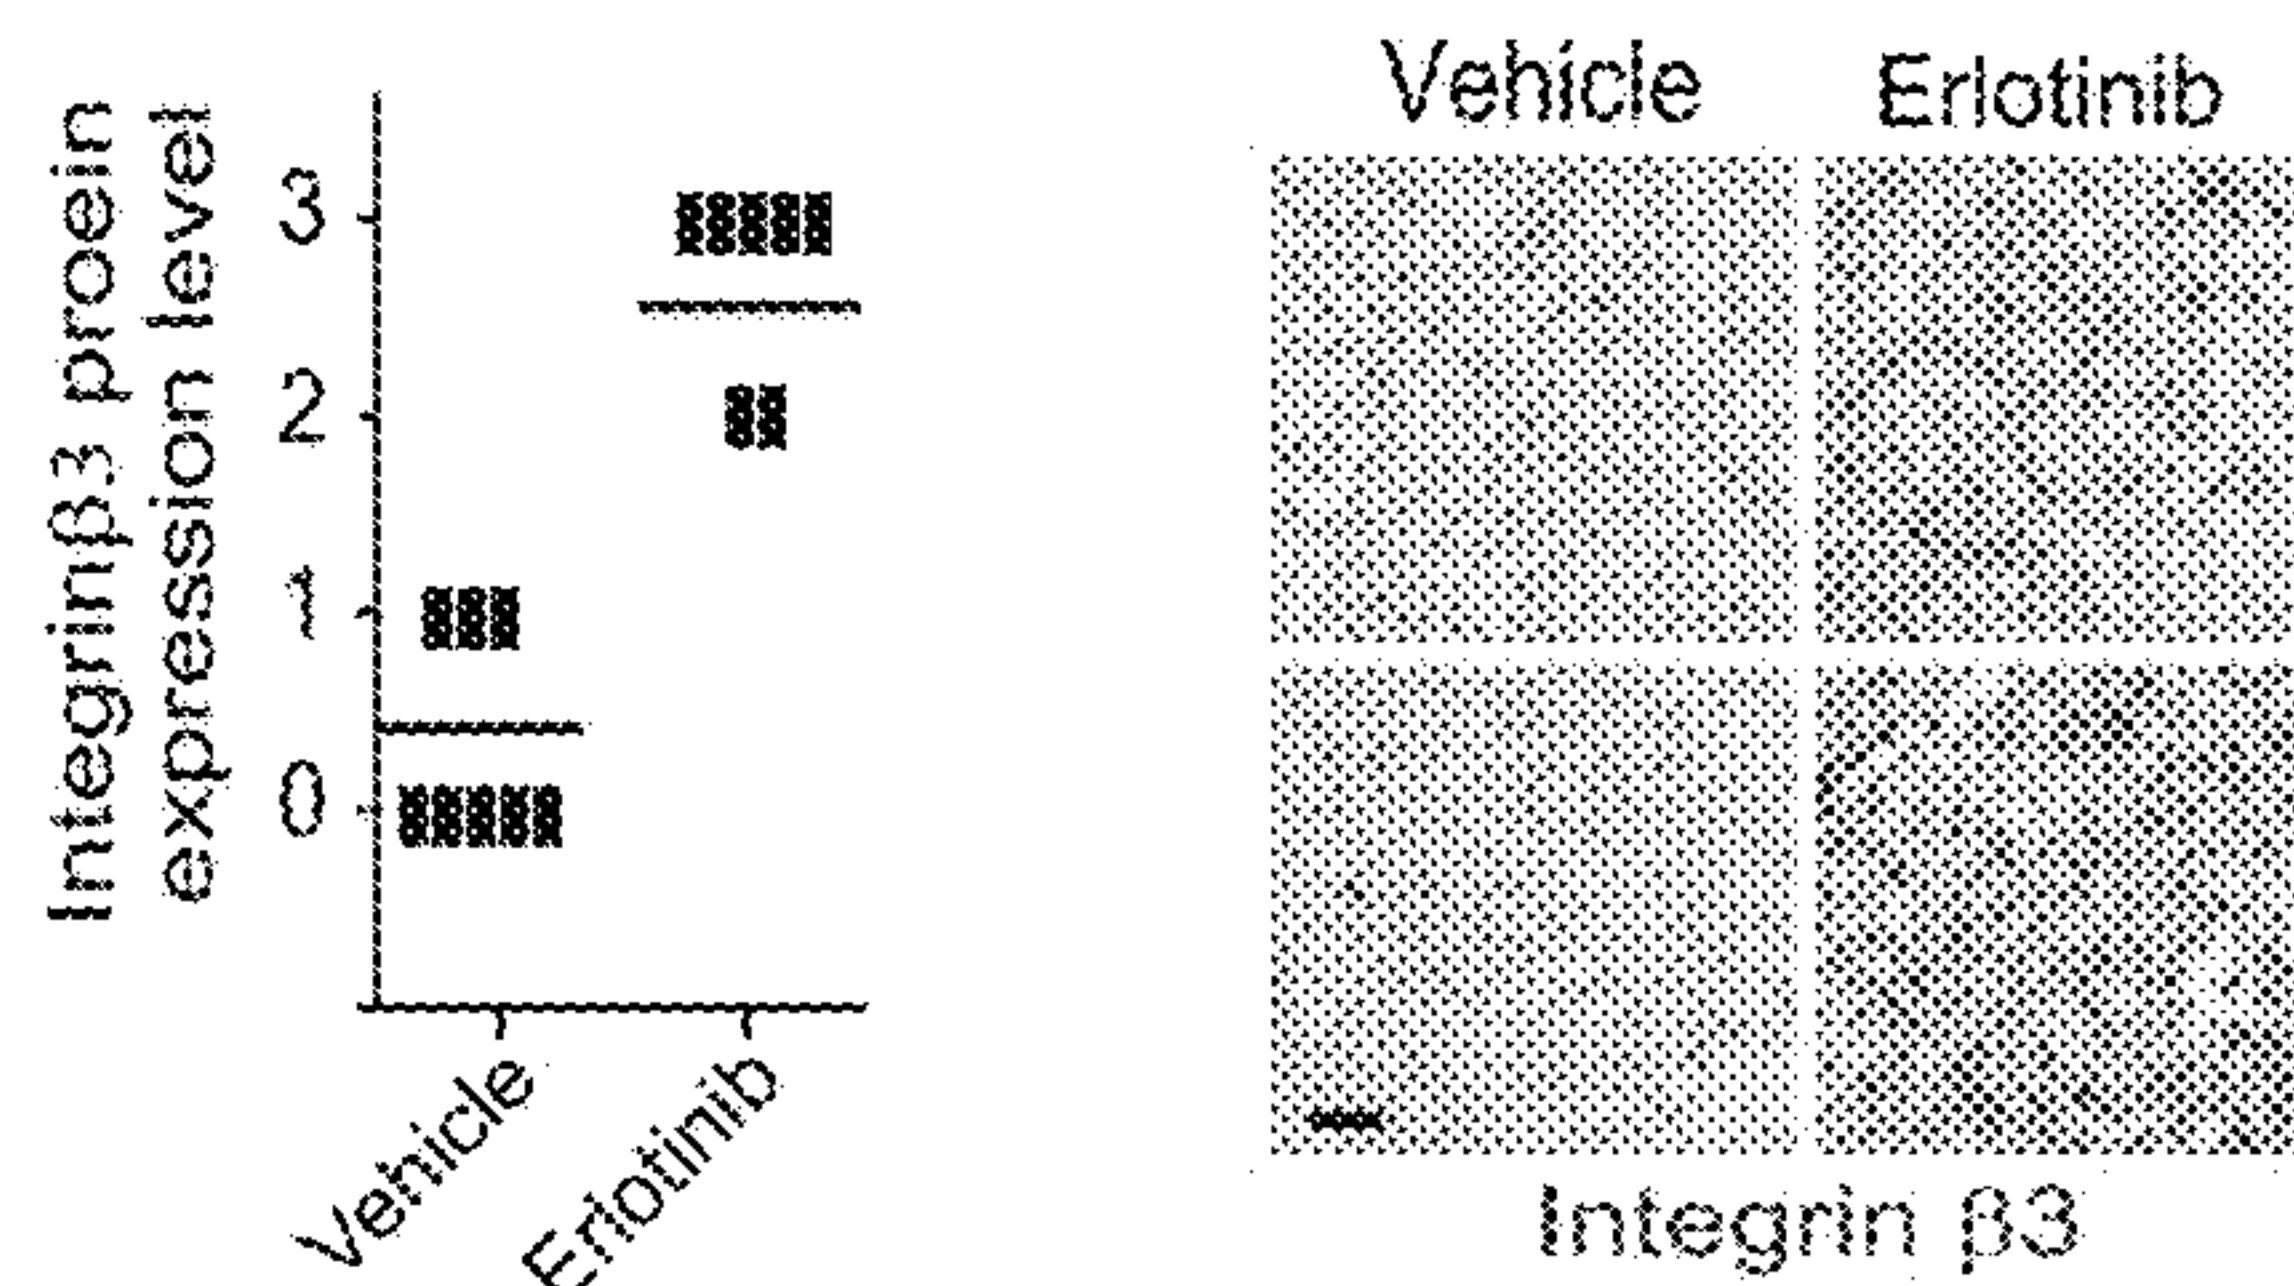 Integrinβ3 proein
expression level
3
2
1
0
Vehicle
Erlotinib
Vehicle
Erlotinib
Integrin β3